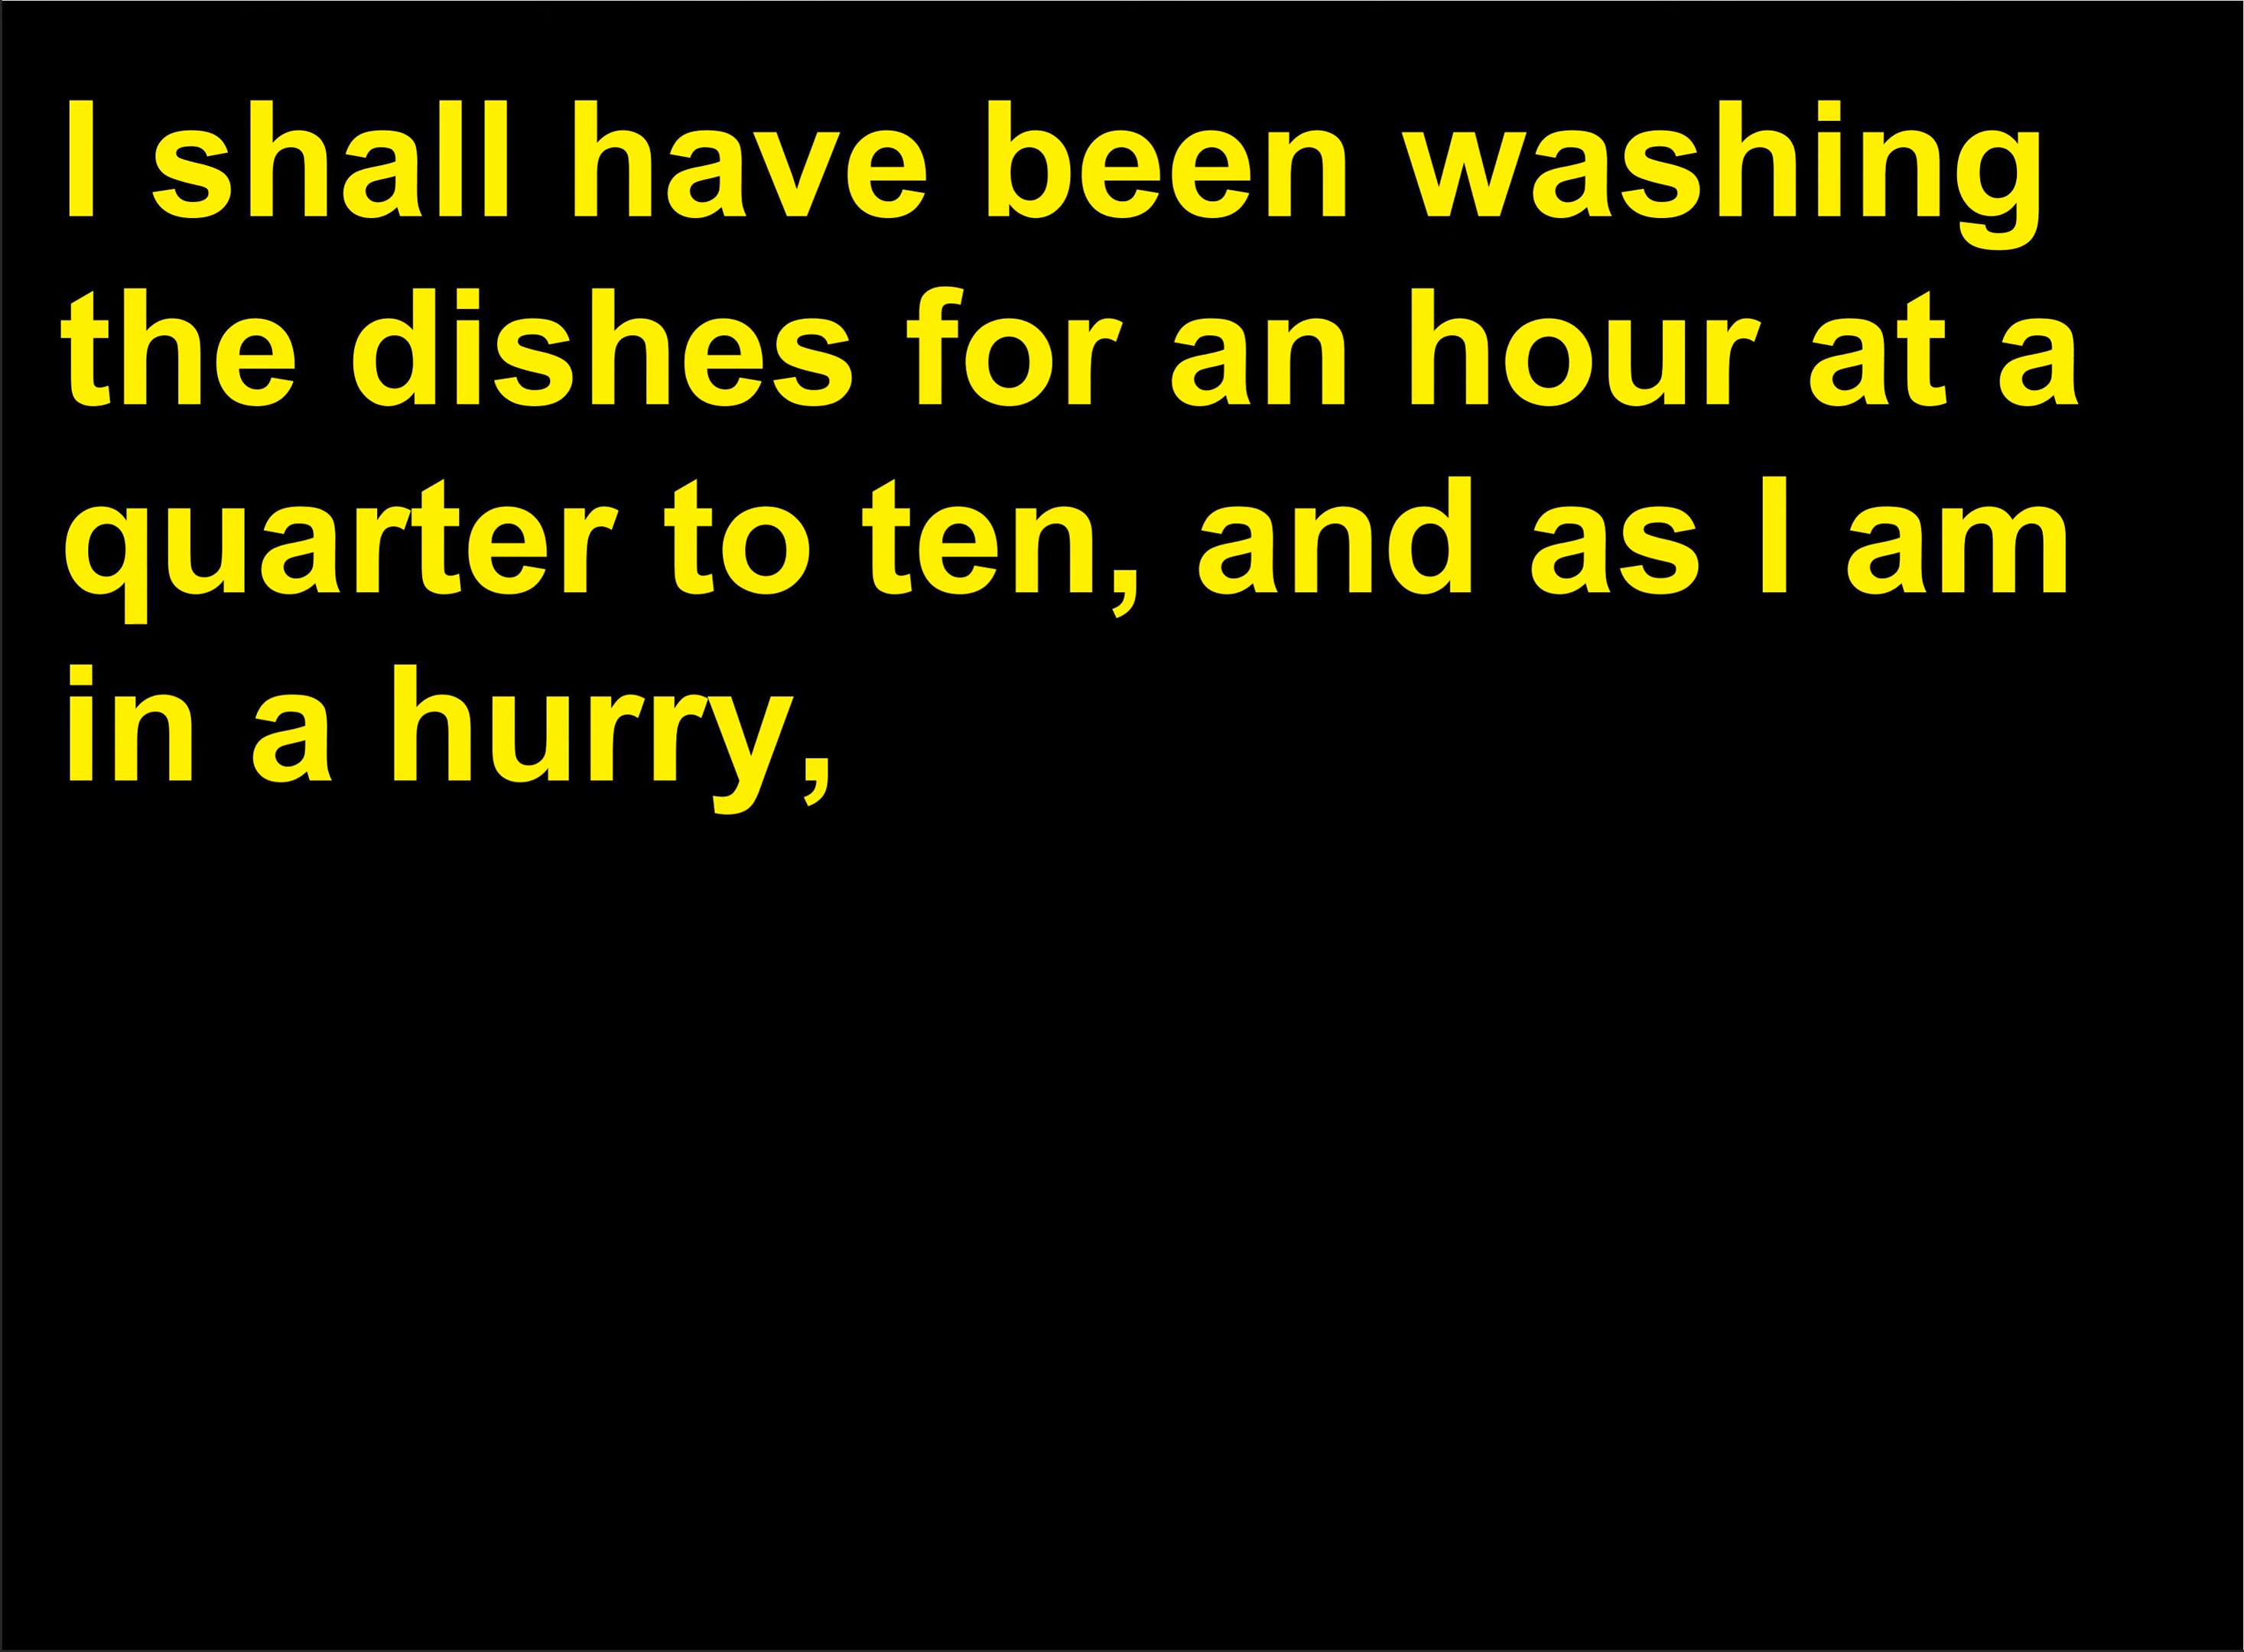 I shall have been washing
the dishes for an hour at a
quarter to ten, and as I am
in a hurry,